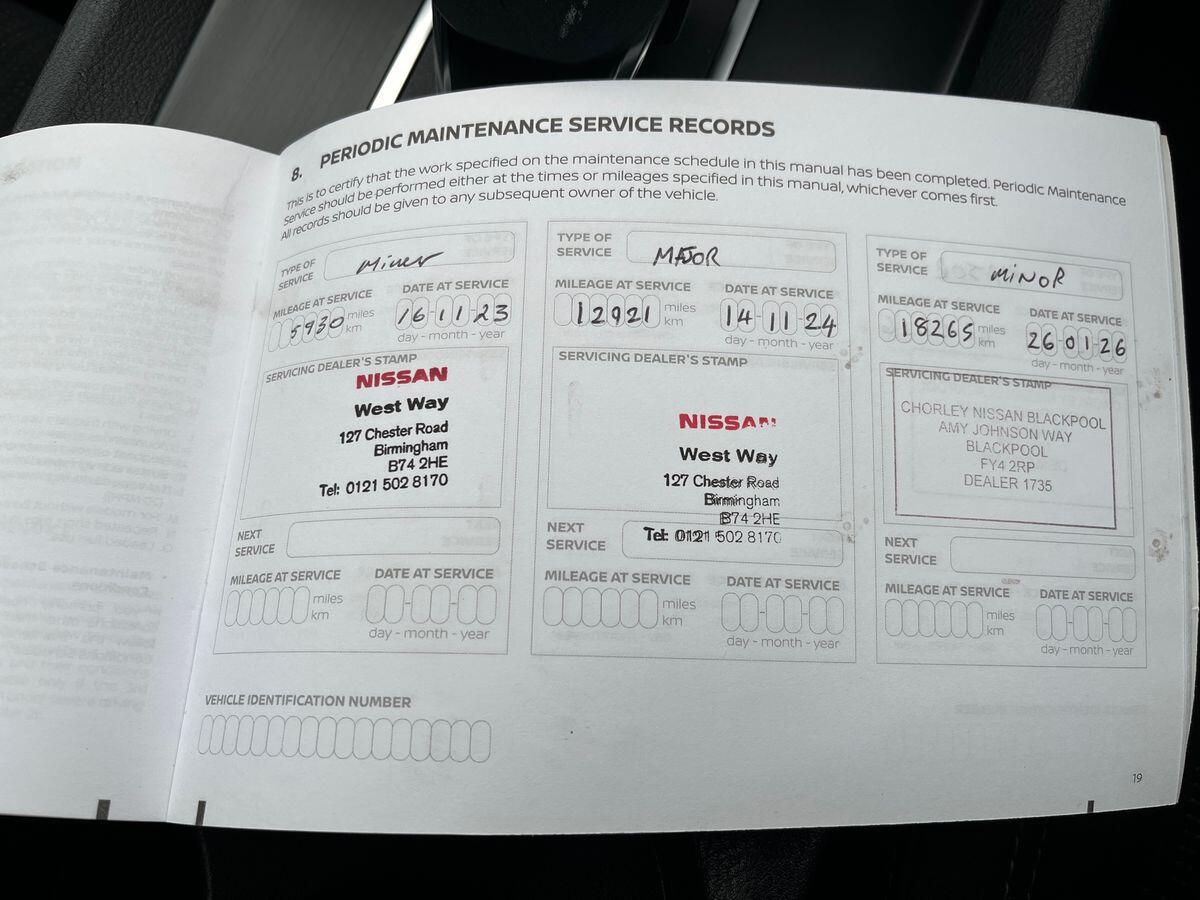 8. PERIODIC MAINTENANCE SERVICE RECORDS
This is to certify that the work specified on the maintenance schedule in this manual has been completed. Periodic Maintenance
Service should be performed either at the times or mileages specified in this manual, whichever comes first.
All records should be given to any subsequent owner of the vehicle.
TYPE OF
SERVICE
Minor
MILEAGE AT SERVICE
5930 miles
km
DATE AT SERVICE
16-11-23
day - month - year
SERVICING DEALER'S STAMP
NISSAN
West Way
127 Chester Road
Birmingham
B74 2HE
Tel: 0121 502 8170
NEXT
SERVICE
MILEAGE AT SERVICE
miles
km
DATE AT SERVICE
day - month - year
TYPE OF
SERVICE
MAJOR
MILEAGE AT SERVICE
12921 miles
km
DATE AT SERVICE
14-11-24
day - month - year
SERVICING DEALER'S STAMP
NISSAN
West Way
127 Chester Road
Birmingham
B74 2HE
Tel: 0121 502 8170
NEXT
SERVICE
MILEAGE AT SERVICE
miles
km
DATE AT SERVICE
day - month - year
TYPE OF
SERVICE
MINOR
MILEAGE AT SERVICE
18265 miles
km
DATE AT SERVICE
26-01-26
day - month - year
SERVICING DEALER'S STAMP
CHORLEY NISSAN BLACKPOOL
AMY JOHNSON WAY
BLACKPOOL
FY4 2RP
DEALER 1735
NEXT
SERVICE
MILEAGE AT SERVICE
miles
km
DATE AT SERVICE
day - month - year
VEHICLE IDENTIFICATION NUMBER
19